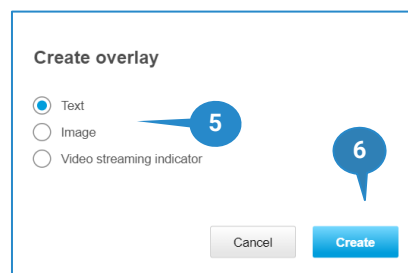 Create overlay
Text
5
Image
Video streaming indicator
6
Cancel
Create